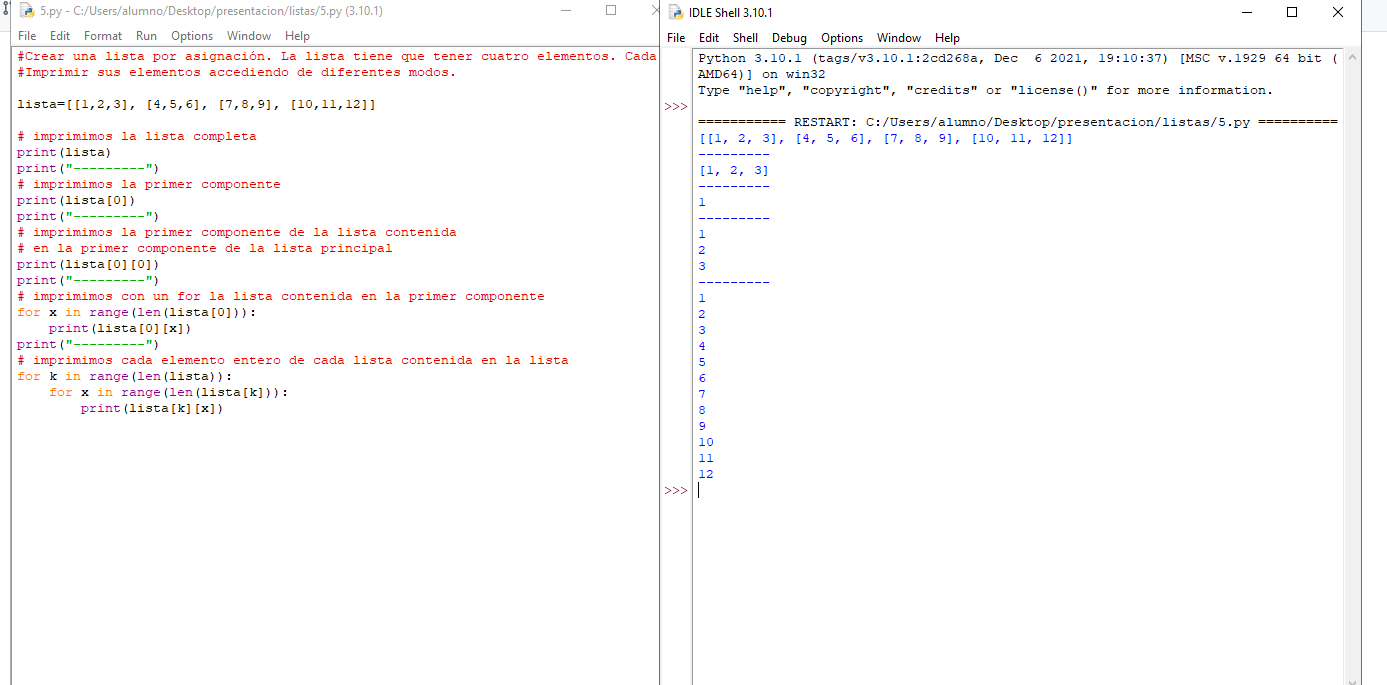 5.py - C:/Users/alumno/Desktop/presentacion/listas/5.py (3.10.1)
File Edit Format Run Options Window Help
#Crear una lista por asignación. La lista tiene que tener cuatro elementos. Cada
#Imprimir sus elementos accediendo de diferentes modos.
lista=[[1,2,3], [4,5,6], [7,8,9], [10,11,12]]
# imprimimos la lista completa
print(lista)
print("---------")
# imprimimos la primer componente
print(lista[0])
print("---------")
# imprimimos la primer componente de la lista contenida
# en la primer componente de la lista principal
print(lista[0][0])
print("---------")
# imprimimos con un for la lista contenida en la primer componente
for x in range(len(lista[0])):
    print(lista[0][x])
print("---------")
# imprimimos cada elemento entero de cada lista contenida en la lista
for k in range(len(lista)):
    for x in range(len(lista[k])):
        print(lista[k][x])
IDLE Shell 3.10.1
File Edit Shell Debug Options Window Help
Python 3.10.1 (tags/v3.10.1:2cd268a, Dec  6 2021, 19:10:37) [MSC v.1929 64 bit (
AMD64)] on win32
Type "help", "copyright", "credits" or "license()" for more information.
>>>
=========== RESTART: C:/Users/alumno/Desktop/presentacion/listas/5.py ==========
[[1, 2, 3], [4, 5, 6], [7, 8, 9], [10, 11, 12]]
---------
[1, 2, 3]
---------
1
---------
1
2
3
---------
1
2
3
4
5
6
7
8
9
10
11
12
>>>